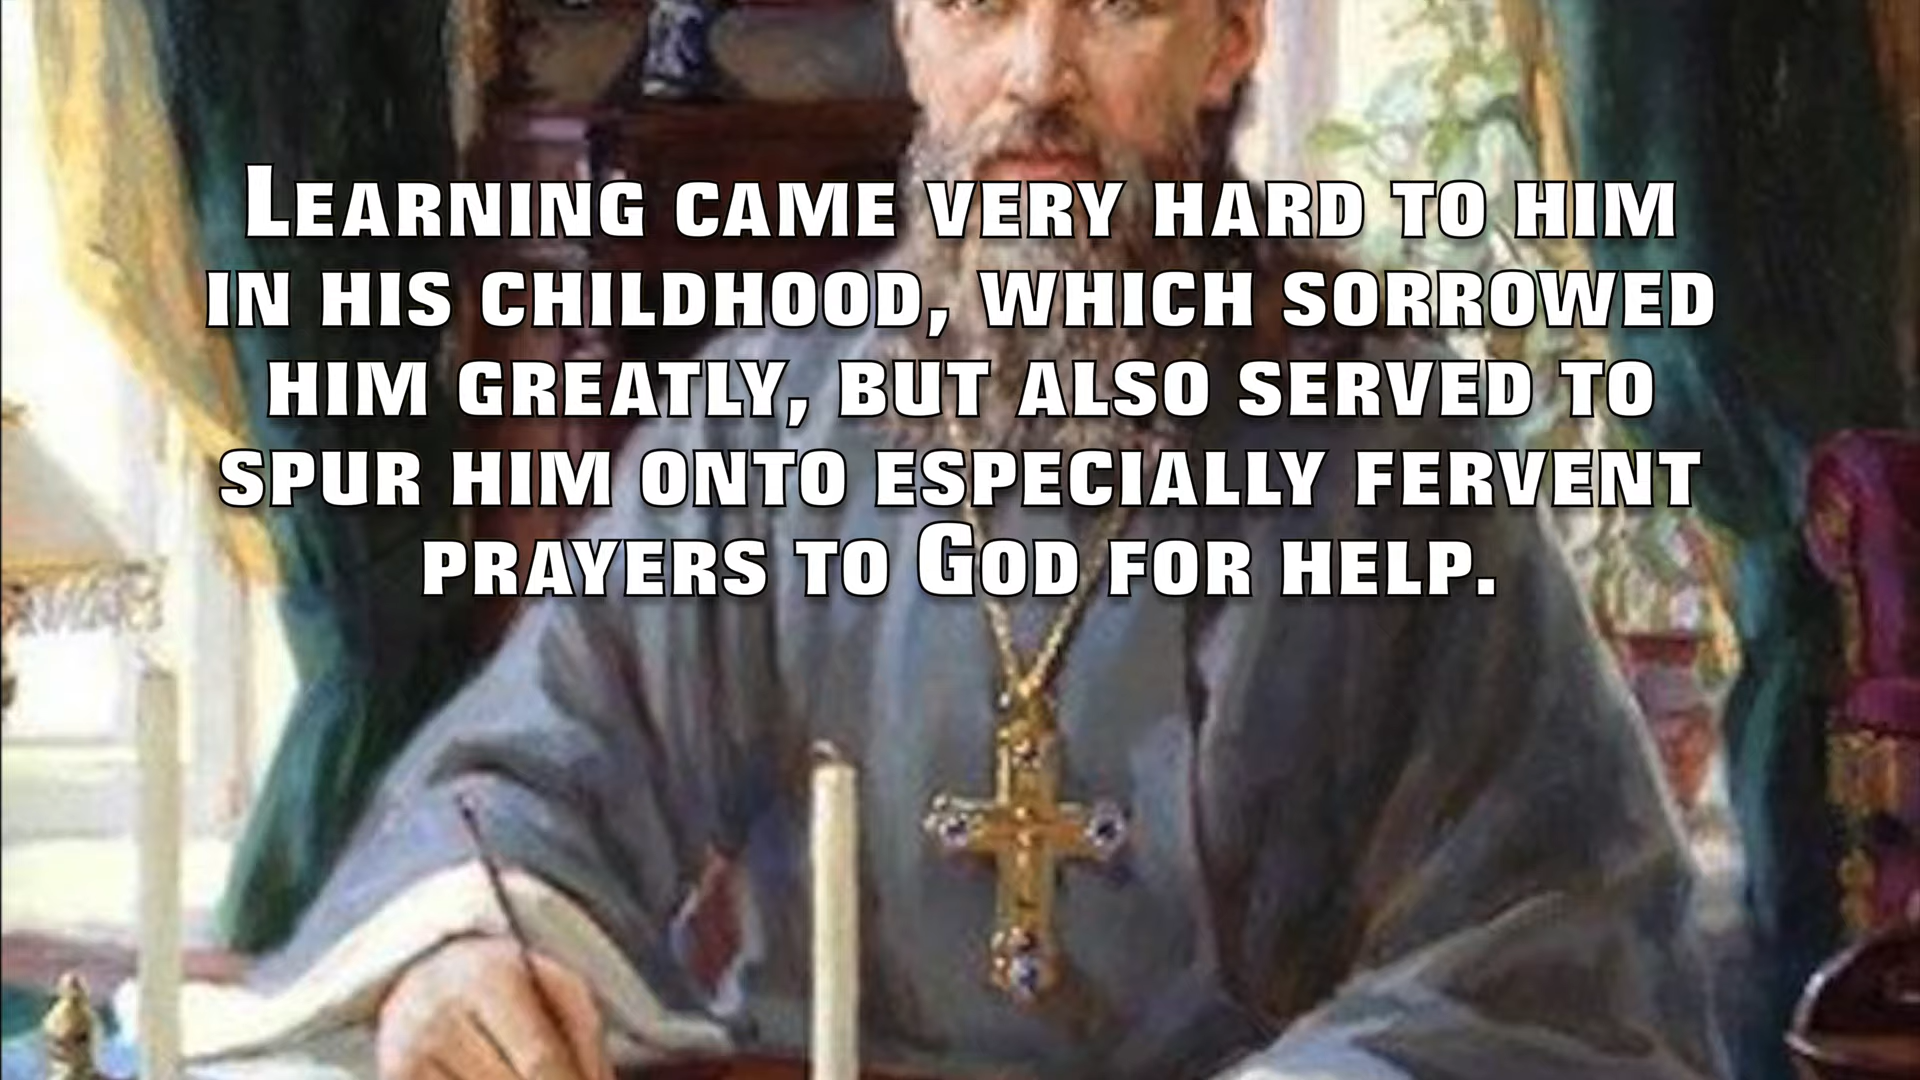 Learning came very hard to him
in his childhood, which sorrowed
him greatly, but also served to
spur him onto especially fervent
prayers to God for help.